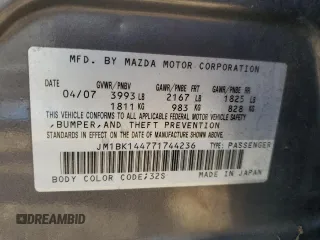 MFD. BY MAZDA MOTOR CORPORATION
GVWR/PNBV GAWR/PNBE FRT GAWR/PNBE RR
04/07 3993 LB 2167 LB 1825 LB
1811 KG 983 KG 828 KG
THIS VEHICLE CONFORMS TO ALL APPLICABLE
FEDERAL MOTOR VEHICLE SAFETY
,BUMPER,AND THEFT PREVENTION
STANDARDS IN EFFECT ON THE DATE OF MANUFACTURE SHOWN ABOVE.
JM1BK144771744236 TYPE: PASSENGER
BODY COLOR CODE;32S MADE IN JAPAN
DREAMBID